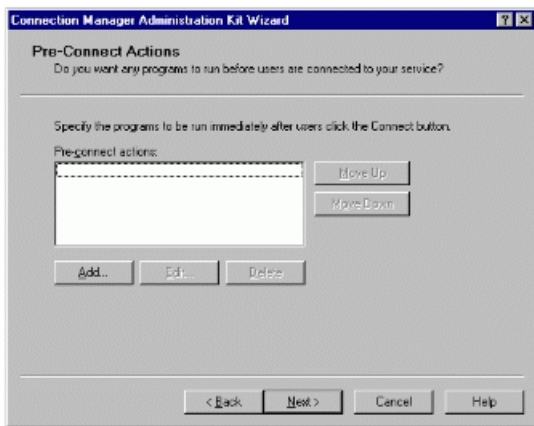 Connection Manager Administration Kit Wizard
Pre-Connect Actions
Do you want any programs to run before users are connected to your service?
Specify the programs to be run immediately after users click the Connect button.
Pre-connect actions:
Move Up
Move Down
Add...
Edit...
Delete
< Back
Next >
Cancel
Help